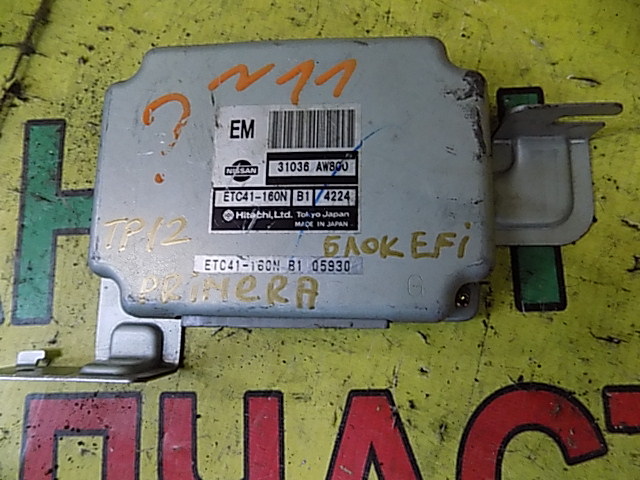 ? ~ 11
EM
NISSAN 31036 AW800
ETC41-160N B1 4224
Hitachi, Ltd. Tokyo Japan
MADE IN JAPAN
TP12
БЛОК EFi
ETC41-160N B1 05930
PRIMERA
G